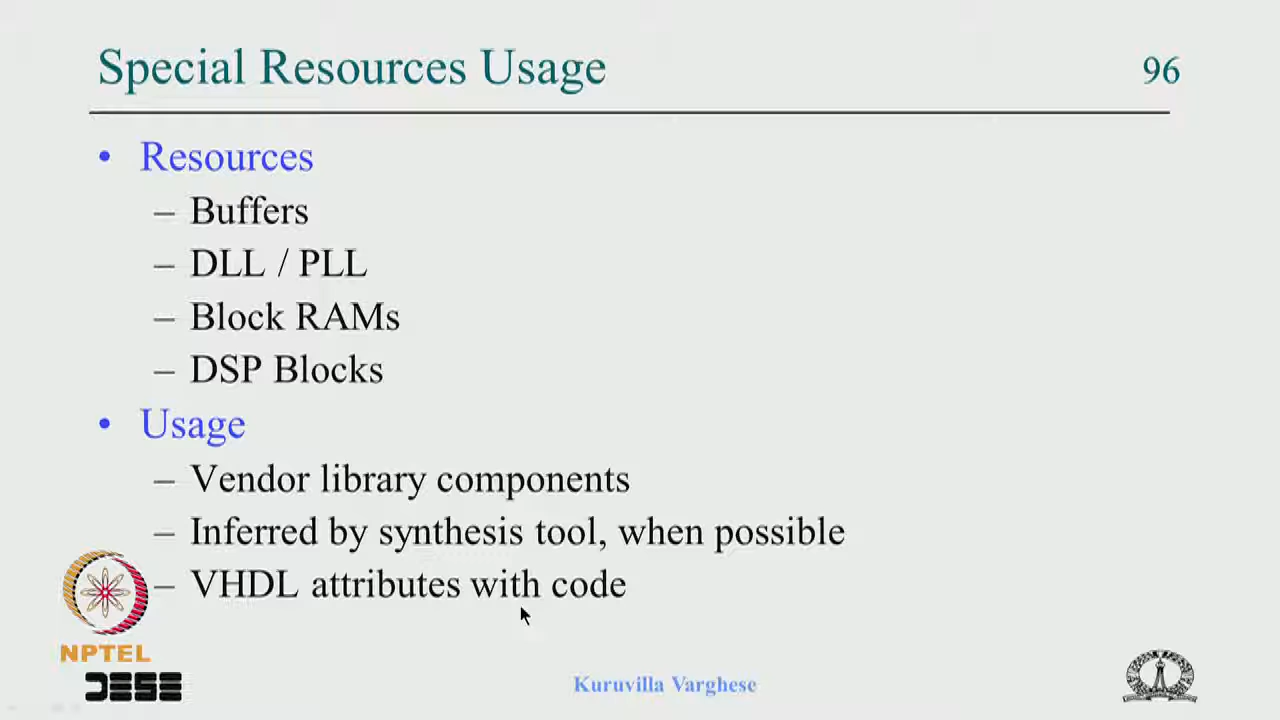 Special Resources Usage
96
• Resources
– Buffers
– DLL / PLL
– Block RAMs
– DSP Blocks
• Usage
– Vendor library components
– Inferred by synthesis tool, when possible
– VHDL attributes with code
NPTEL
DESE
Kuruvilla Varghese